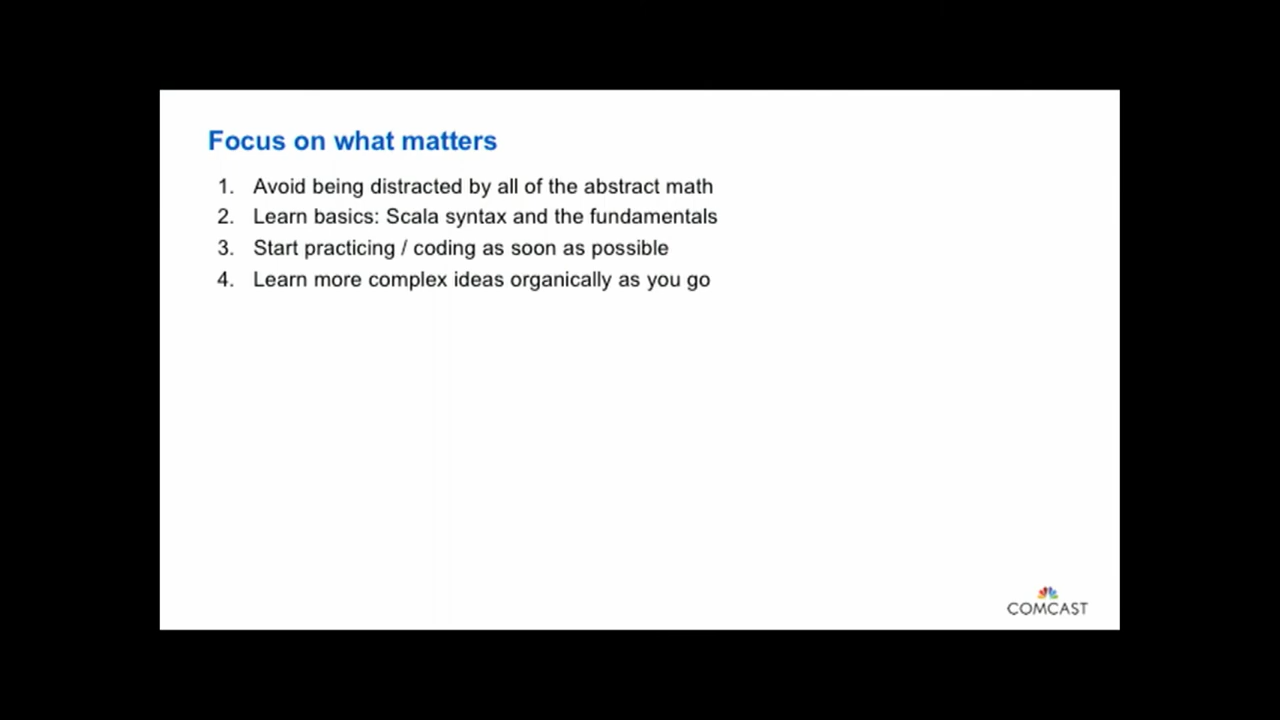 Focus on what matters
1. Avoid being distracted by all of the abstract math
2. Learn basics: Scala syntax and the fundamentals
3. Start practicing / coding as soon as possible
4. Learn more complex ideas organically as you go
COMCAST